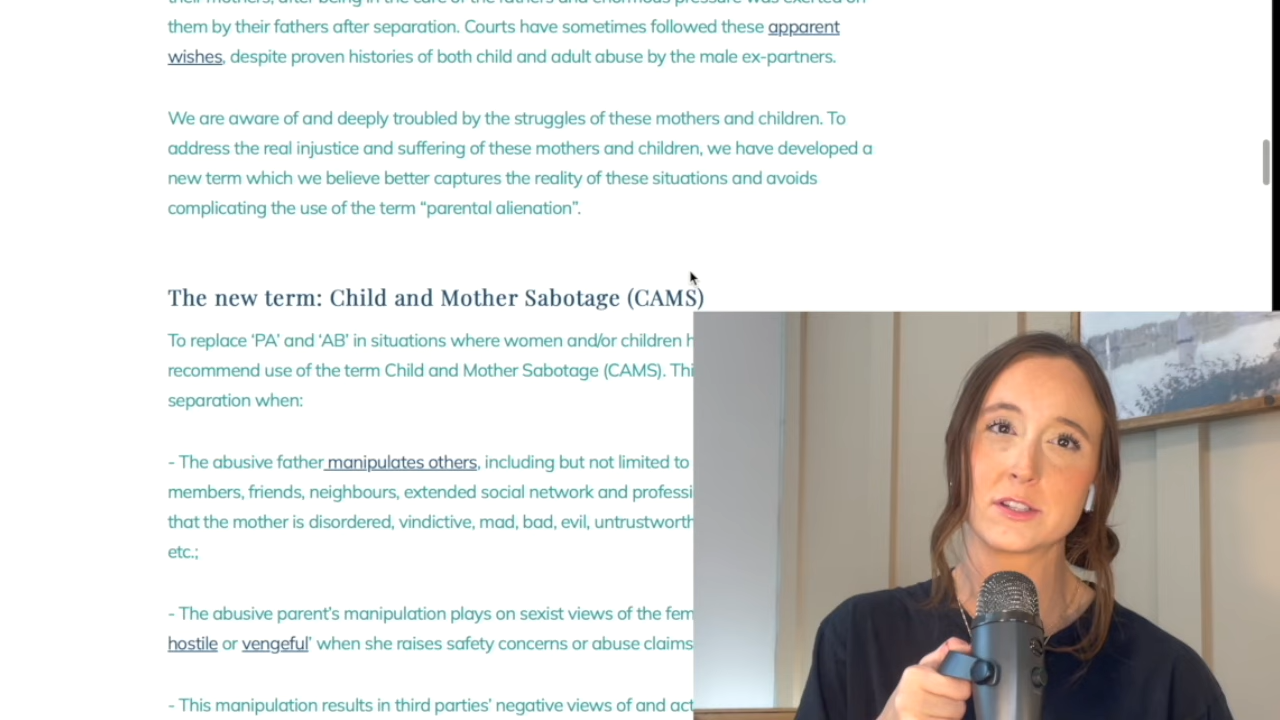 their mothers, after being in the care of the fathers and enormous pressure was exerted on
them by their fathers after separation. Courts have sometimes followed these apparent
wishes, despite proven histories of both child and adult abuse by the male ex-partners.
We are aware of and deeply troubled by the struggles of these mothers and children. To
address the real injustice and suffering of these mothers and children, we have developed a
new term which we believe better captures the reality of these situations and avoids
complicating the use of the term “parental alienation”.
The new term: Child and Mother Sabotage (CAMS)
To replace ‘PA’ and ‘AB’ in situations where women and/or children
recommend use of the term Child and Mother Sabotage (CAMS).
separation when:
- The abusive father manipulates others, including but not limited to
members, friends, neighbours, extended social network and
that the mother is disordered, vindictive, mad, bad, evil,
etc.;
- The abusive parent’s manipulation plays on sexist views of the
hostile or vengeful’ when she raises safety concerns or abuse claims
- This manipulation results in third parties’ negative views of and